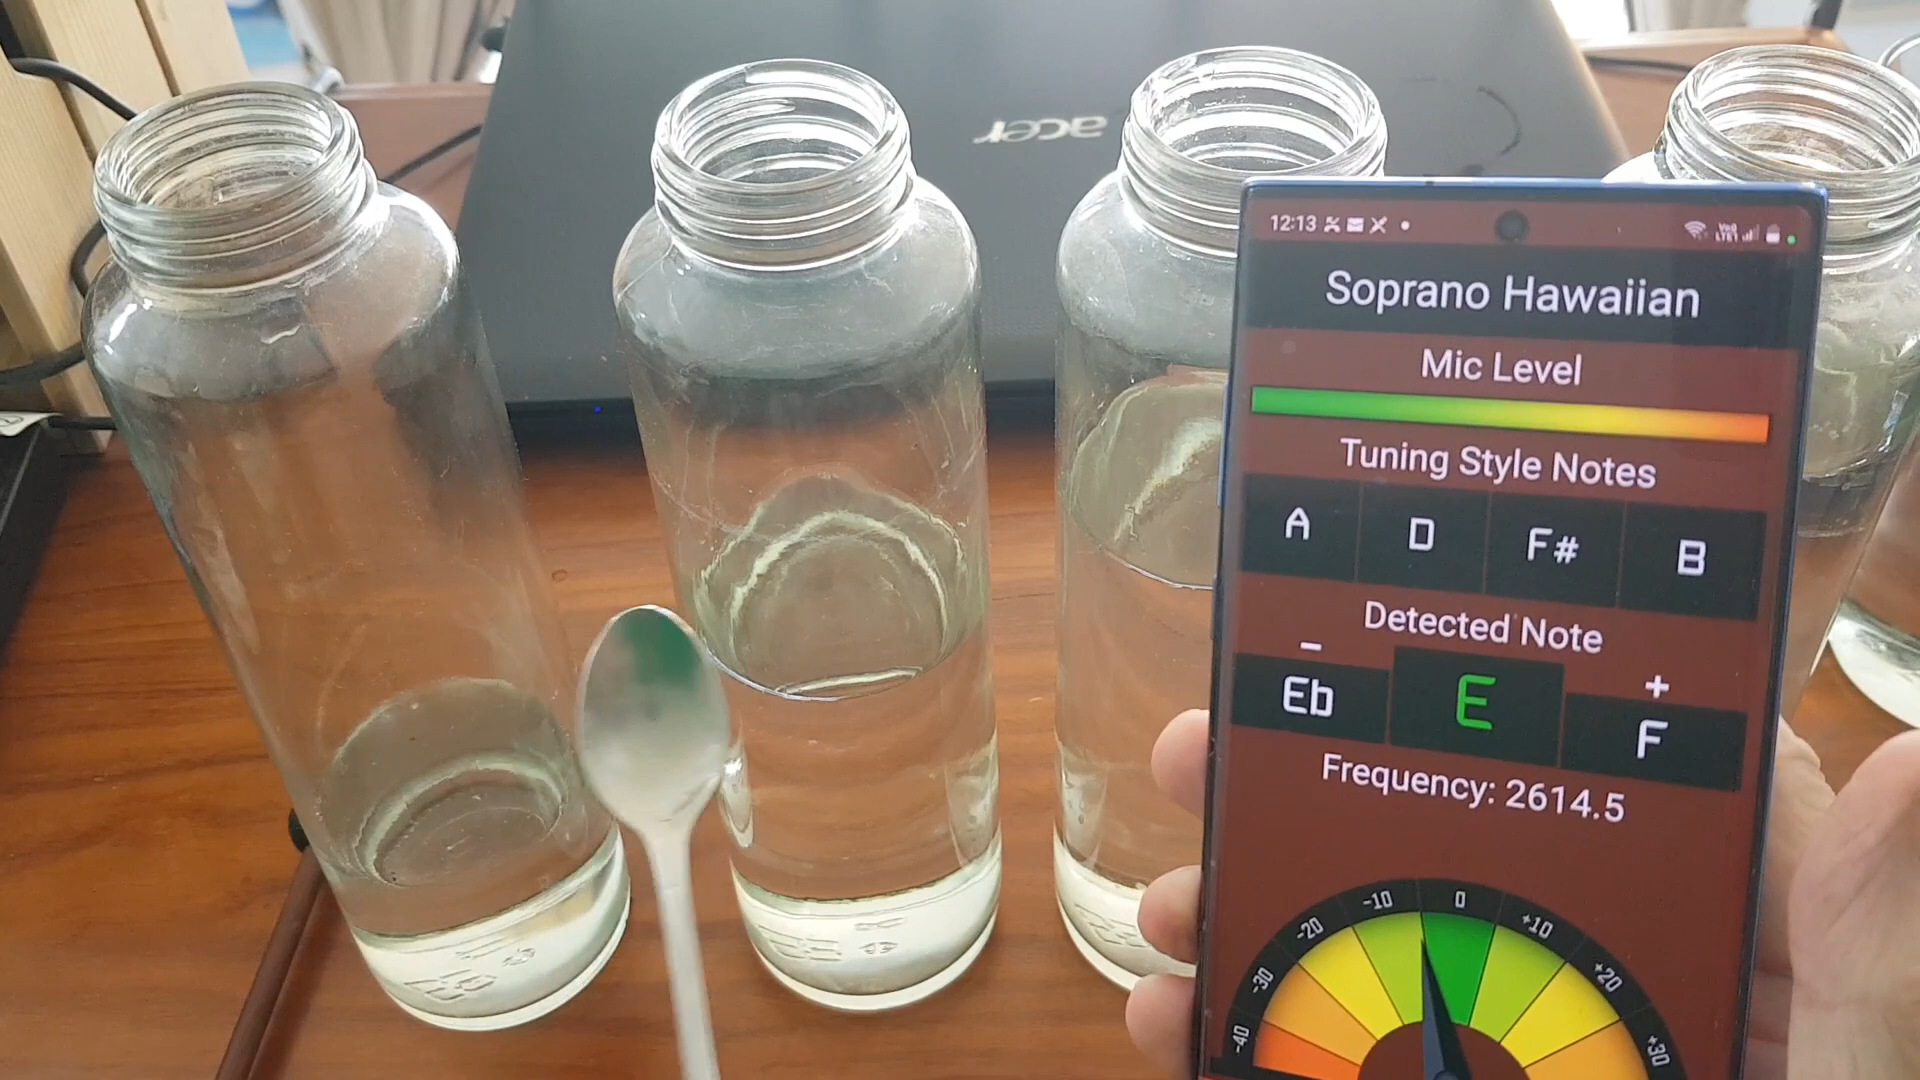 acer
12:13
Soprano Hawaiian
Mic Level
Tuning Style Notes
A D F# B
Detected Note
- +
Eb E F
Frequency: 2614.5
-40 -30 -20 -10 0 +10 +20 +30